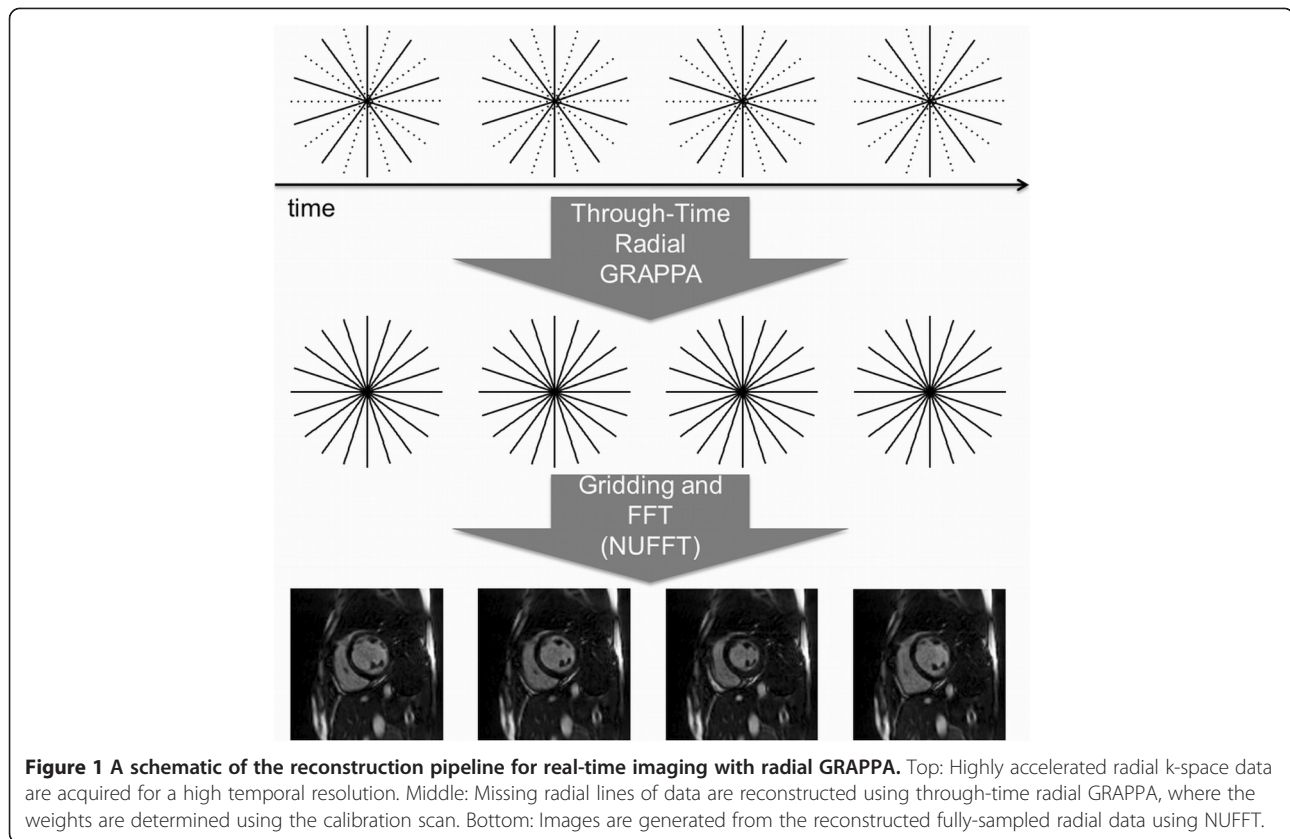 time
Through-Time
Radial
GRAPPA
Gridding and
FFT
(NUFFT)
Figure 1 A schematic of the reconstruction pipeline for real-time imaging with radial GRAPPA. Top: Highly accelerated radial k-space data
are acquired for a high temporal resolution. Middle: Missing radial lines of data are reconstructed using through-time radial GRAPPA, where the
weights are determined using the calibration scan. Bottom: Images are generated from the reconstructed fully-sampled radial data using NUFFT.